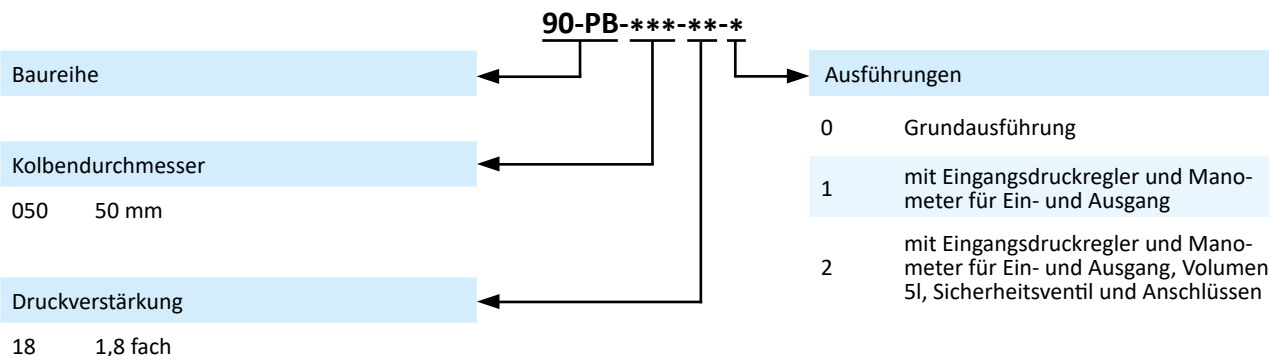 90-PB-***-**-*
Baureihe
Kolbendurchmesser
050 50 mm
Druckverstärkung
18 1,8 fach
Ausführungen
0 Grundausführung
1 mit Eingangsdruckregler und Mano-
meter für Ein- und Ausgang
2 mit Eingangsdruckregler und Mano-
meter für Ein- und Ausgang, Volumen
5l, Sicherheitsventil und Anschlüssen